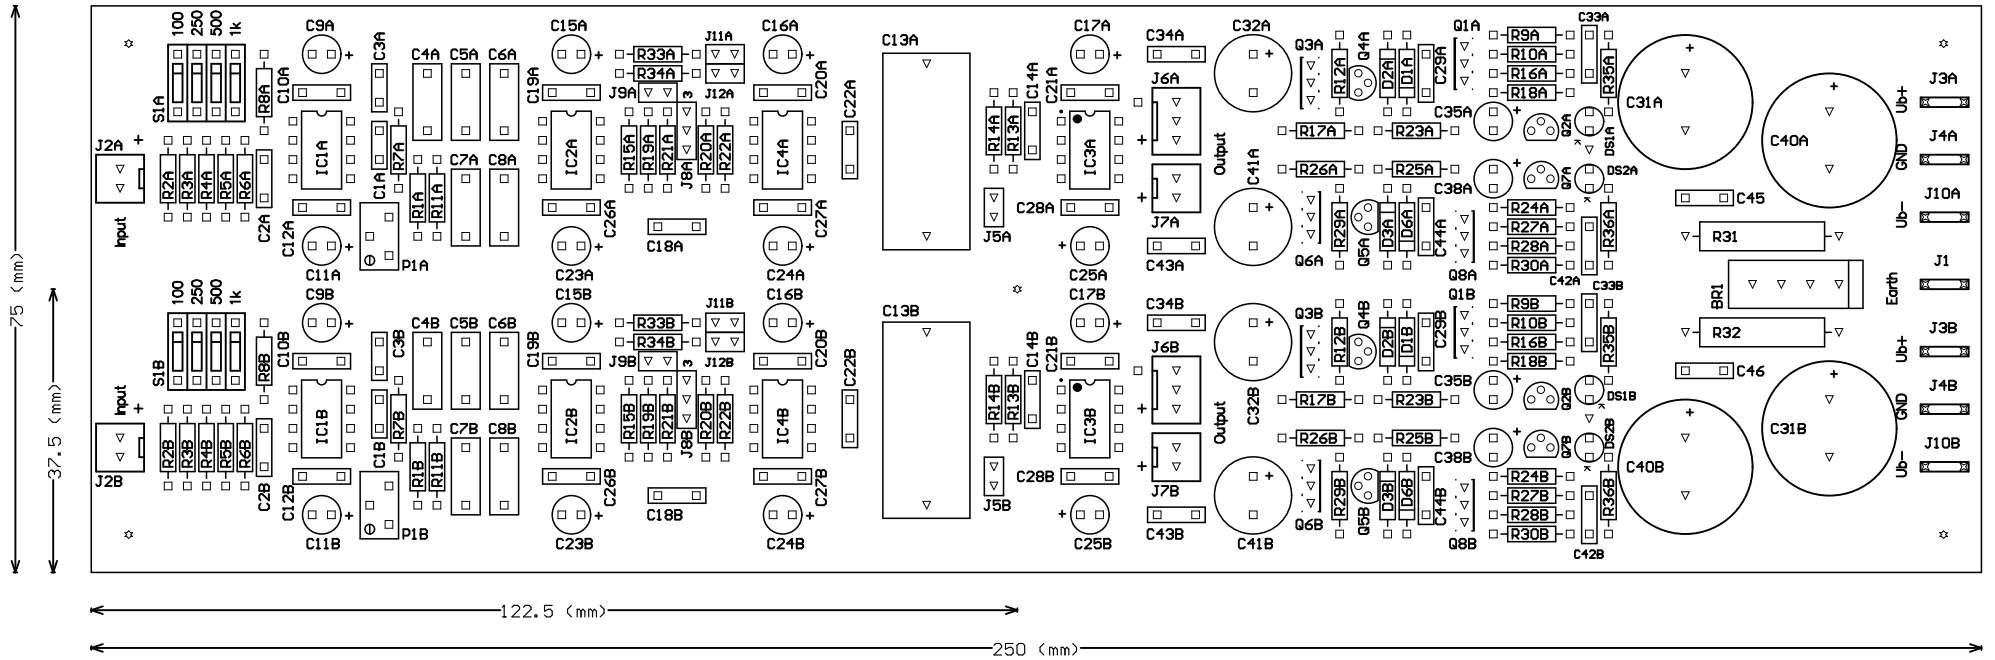 100 250 500 1k
C9A
C15A
C16A
C17A
C32A
Q1A
C33A
C3A
C4A C5A C6A
R33A
J11A
C13A
C34A
Q3A
Q4A
R9A
R10A
R16A
R18A
R35A
S1A
R8A
C10A
C19A
R34A
J9A
3
J12A
C20A
C22A
C14A
C21A
J6A
R12A
D2A D1A
C29A
C35A
C31A
J3A
Ub+
J2A +
IC1A
C1A
R7A
IC2A
R15A R19A R21A
J8A
R20A R22A
IC4A
R14A R13A
IC3A
Output
R17A
R23A
Q2A
DS1A
C40A
J4A
GND
R2A R3A R4A R5A R6A
C2A
C7A C8A
R1A R11A
R26A
R25A
C41A
C38A
Q7A
DS2A
C45
J10A
Ub-
Input
C12A
C26A
C18A
C27A
J5A
C28A
J7A
R29A
D3A D6A
C44A
R24A
R27A
R28A
R30A
R36A
R31
C11A
P1A
C23A
C24A
C25A
C43A
Q6A
Q5A
Q8A
C42A
J1
Earth
BR1
100 250 500 1k
C9B
C15B
C16B
C17B
C34B
Q3B
Q4B
Q1B
C33B
C3B
C4B C5B C6B
R33B
J11B
C13B
R9B
R10B
R16B
R18B
R35B
R32
J3B
Ub+
S1B
R8B
C10B
C19B
R34B
J9B
3
J12B
C20B
C22B
C14B
C21B
J6B
C32B
R12B
D2B D1B
C29B
C35B
C46
Input
+
IC1B
C1B
R7B
IC2B
R15B R19B R21B
J8B
R20B R22B
IC4B
R14B R13B
IC3B
Output
R17B
R23B
Q2B
DS1B
J4B
GND
R2B R3B R4B R5B R6B
C2B
J2B
C7B C8B
R1B R11B
R26B
R25B
C38B
Q7B
DS2B
C31B
J10B
Ub-
C12B
C26B
C18B
C27B
J5B
C28B
J7B
R29B
D3B D6B
C44B
R24B
R27B
R28B
R30B
R36B
C40B
C11B
P1B
C23B
C24B
C25B
C43B
C41B
Q6B
Q5B
Q8B
C42B
75 (mm)
37.5 (mm)
122.5 (mm)
250 (mm)